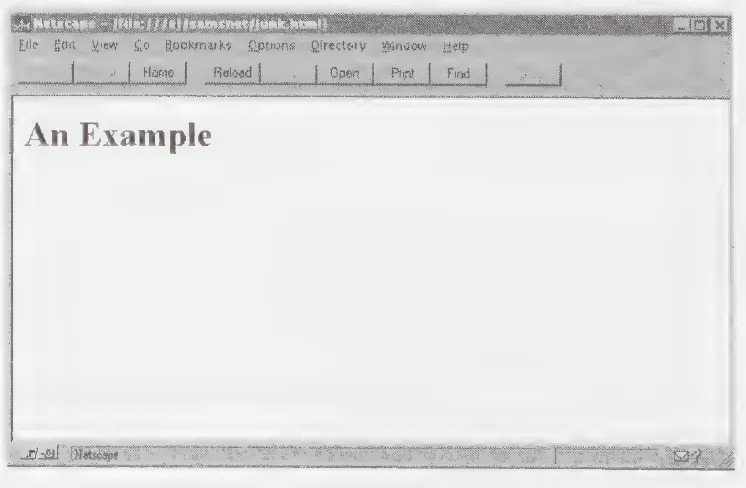 Netscape - [file:///c|/samsnet/junk.html]
File Edit View Go Bookmarks Options Directory Window Help
Home Reload Open Print Find
An Example
Netscape